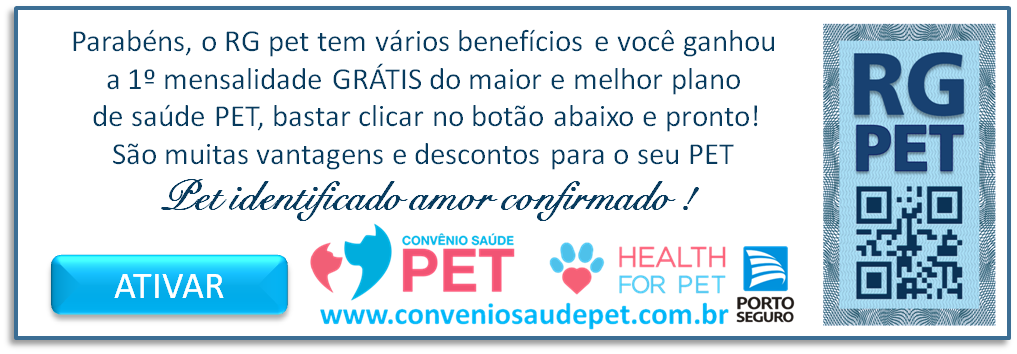 Parabéns, o RG pet tem vários benefícios e você ganhou
a 1º mensalidade GRÁTIS do maior e melhor plano
de saúde PET, bastar clicar no botão abaixo e pronto!
São muitas vantagens e descontos para o seu PET
Pet identificado amor confirmado !
ATIVAR
CONVÊNIO SAÚDE
PET
HEALTH
FOR PET
PORTO
SEGURO
www.conveniosaudepet.com.br
RG
PET